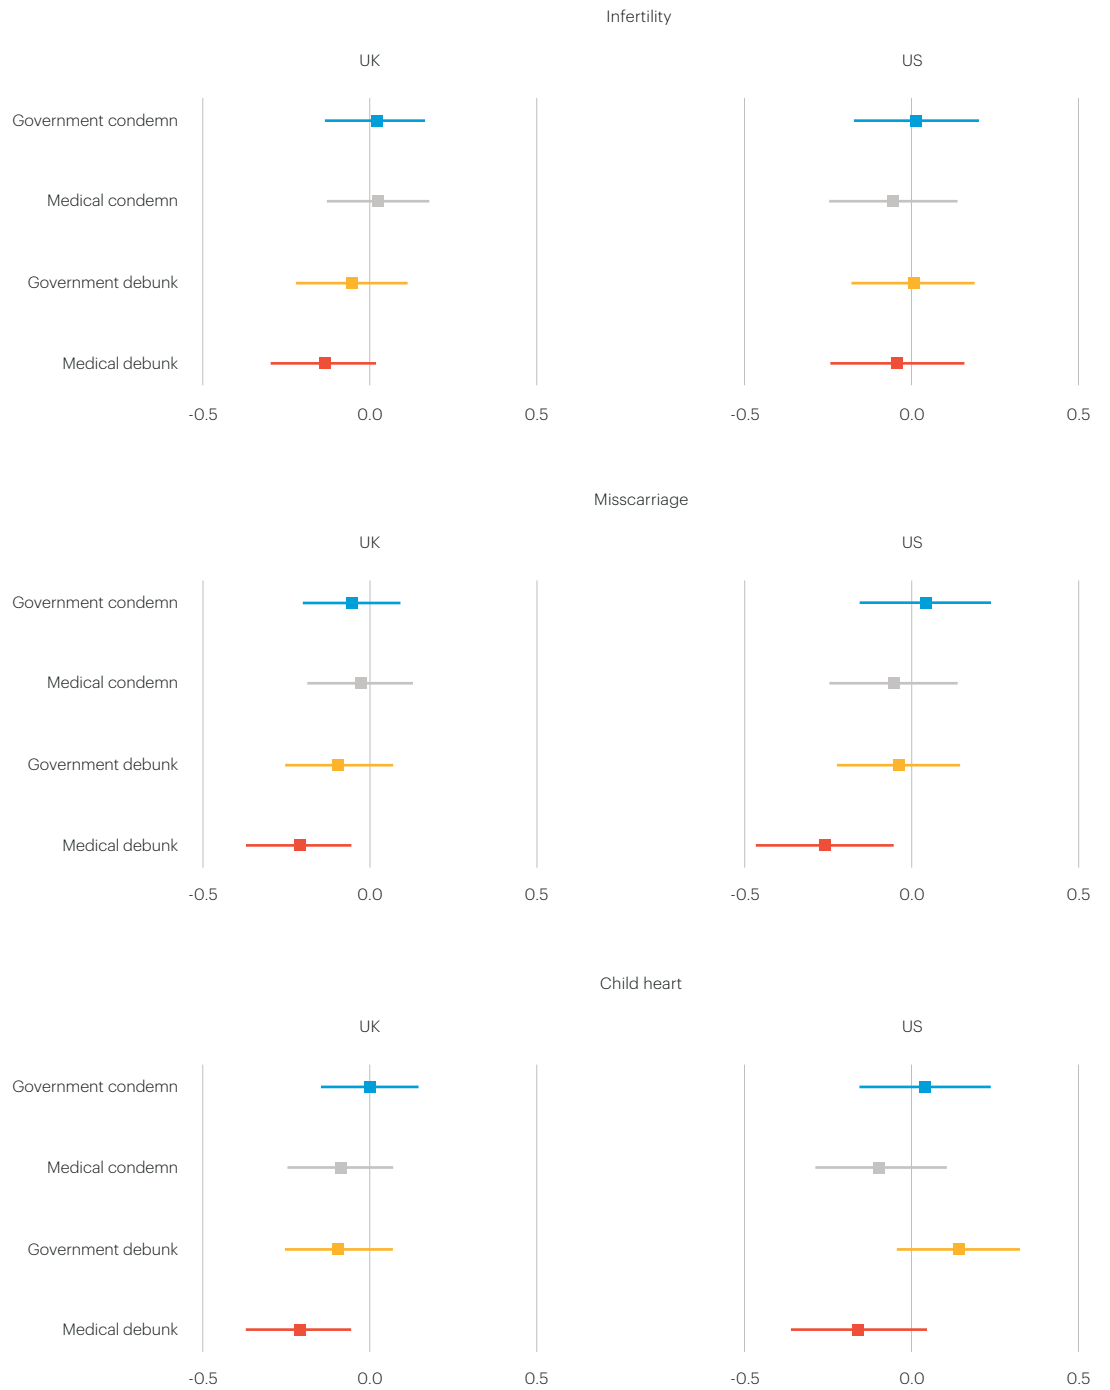 Infertility
UK
US
Government condemn
Medical condemn
Government debunk
Medical debunk
-0.5 0.0 0.5 -0.5 0.0 0.5
Misscarriage
UK
US
Government condemn
Medical condemn
Government debunk
Medical debunk
-0.5 0.0 0.5 -0.5 0.0 0.5
Child heart
UK
US
Government condemn
Medical condemn
Government debunk
Medical debunk
-0.5 0.0 0.5 -0.5 0.0 0.5